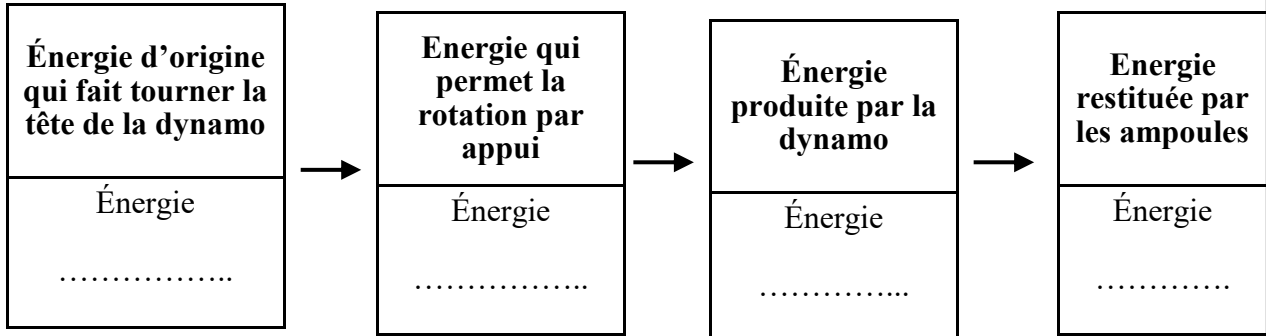 Énergie d’origine
qui fait tourner la
tête de la dynamo
Énergie
……………..
Energie qui
permet la
rotation par
appui
Énergie
……………..
Énergie
produite par la
dynamo
Énergie
…………...
Energie
restituée par
les ampoules
Énergie
………….